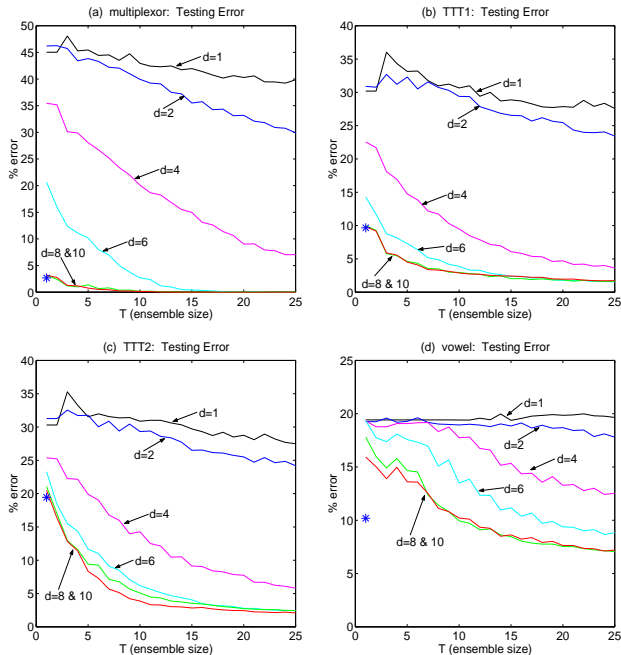 (a) multiplexor: Testing Error
50
45
40
35
30
25
20
15
10
5
0
% error
0
5
10
15
20
25
T (ensemble size)
d=1
d=2
d=4
d=6
d=8 & 10
(b) TTT1: Testing Error
40
35
30
25
20
15
10
5
0
% error
0
5
10
15
20
25
T (ensemble size)
d=1
d=2
d=4
d=6
d=8 & 10
(c) TTT2: Testing Error
40
35
30
25
20
15
10
5
0
% error
0
5
10
15
20
25
T (ensemble size)
d=1
d=2
d=4
d=6
d=8 & 10
(d) vowel: Testing Error
25
20
15
10
5
0
% error
0
5
10
15
20
25
T (ensemble size)
d=1
d=2
d=4
d=6
d=8 & 10